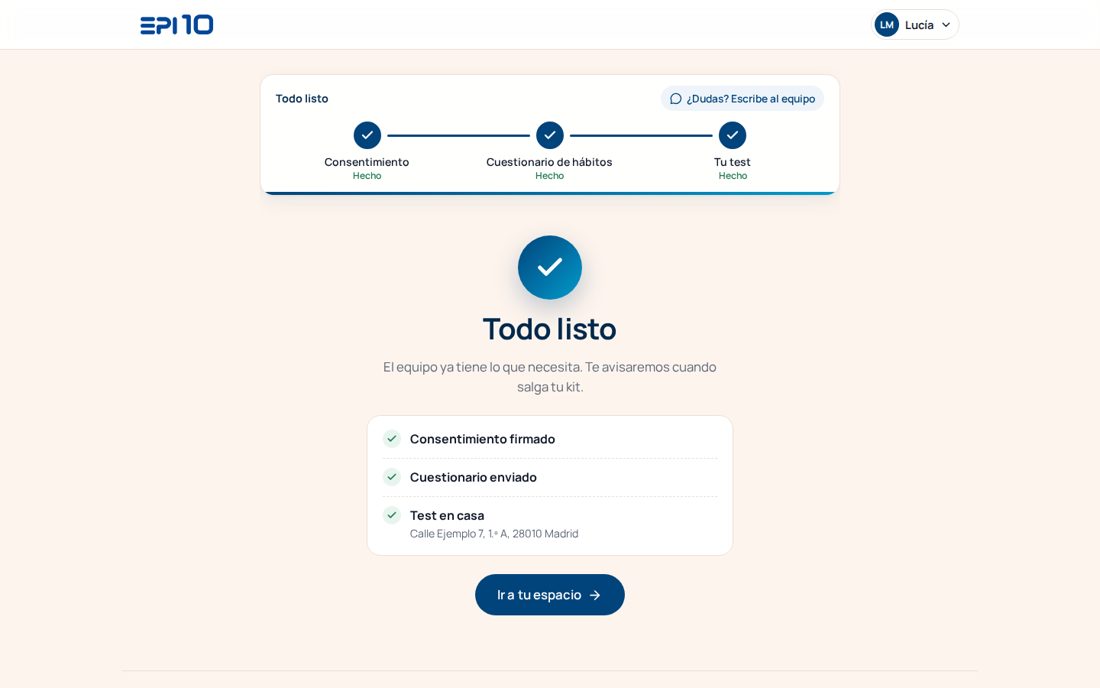 EPI10
LM Lucía
Todo listo
¿Dudas? Escribe al equipo
Consentimiento
Hecho
Cuestionario de hábitos
Hecho
Tu test
Hecho
Todo listo
El equipo ya tiene lo que necesita. Te avisaremos cuando
salga tu kit.
Consentimiento firmado
Cuestionario enviado
Test en casa
Calle Ejemplo 7, 1.º A, 28010 Madrid
Ir a tu espacio